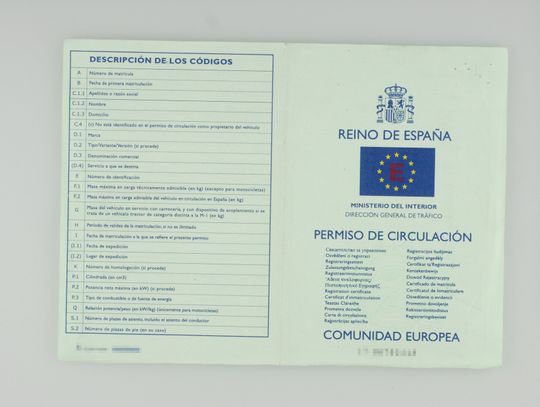 DESCRIPCIÓN DE LOS CÓDIGOS
A Número de matrícula
B Fecha de primera matriculación
C.1.1 Apellidos o razón social
C.1.2 Nombre
C.1.3 Domicilio
C.4 (c) No está identificado en el permiso de circulación como propietario del vehículo
D.1 Marca
D.2 Tipo/Variante/Versión (si procede)
D.3 Denominación comercial
(D.4) Servicio a que se destina
E Número de identificación
F.1 Masa máxima en carga técnicamente admisible (en kg) (excepto para motocicletas)
F.2 Masa máxima en carga admisible del vehículo en circulación en España (en kg)
G Masa del vehículo en servicio con carrocería, y con dispositivo de acoplamiento si se
trata de un vehículo tractor de categoría distinta a la M-1 (en kg)
H Período de validez de la matrícula, si no es ilimitado
I Fecha de matriculación a la que se refiere el presente permiso
(I.1) Fecha de expedición
(I.2) Lugar de expedición
K Número de homologación (si procede)
P.1 Cilindrada (en cm3)
P.2 Potencia neta máxima (en kW) (si procede)
P.3 Tipo de combustible o de fuente de energía
Q Relación potencia/peso (en kW/kg) (únicamente para motocicletas)
S.1 Número de plazas de asiento, incluido el asiento del conductor
S.2 Número de plazas de pie (en su caso)
REINO DE ESPAÑA
E
MINISTERIO DEL INTERIOR
DIRECCIÓN GENERAL DE TRÁFICO
PERMISO DE CIRCULACIÓN
Osvědčení o registraci
Registreringsattest
Zulassungsbescheinigung
Registreerimistunnistus
Άδεια κυκλοφορίας/
Πιστοποιητικό Εγγραφής
Registration certificate
Certificat d'immatriculation
Teastas Cláraithe
Prometna dozvola
Carta di circolazione
Reģistrācijas apliecība
Registracijos liudijimas
Forgalmi engedély
Ċertifikat ta' Reġistrazzjoni
Kentekenbewijs
Dowód Rejestracyjny
Certificado de matrícula
Certificatul de înmatriculare
Osvedčenie o evidencii
Prometno dovoljenje
Rekisteröintitodistus
Registreringsbeviset
COMUNIDAD EUROPEA